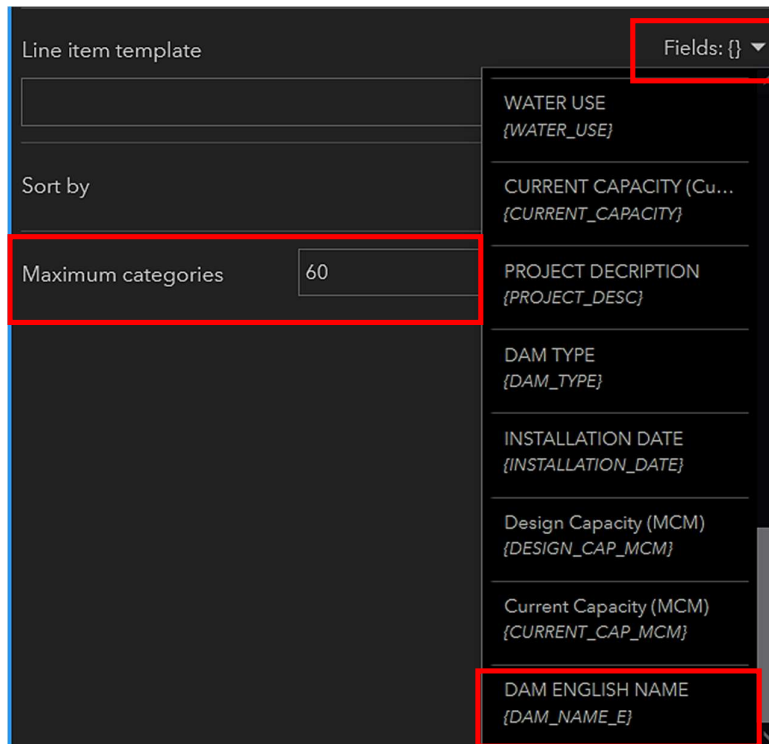 Line item template
Fields: {}
WATER USE
{WATER_USE}
CURRENT CAPACITY (Cu...
{CURRENT_CAPACITY}
Sort by
PROJECT DECRIPTION
{PROJECT_DESC}
Maximum categories
60
DAM TYPE
{DAM_TYPE}
INSTALLATION DATE
{INSTALLATION_DATE}
Design Capacity (MCM)
{DESIGN_CAP_MCM}
Current Capacity (MCM)
{CURRENT_CAP_MCM}
DAM ENGLISH NAME
{DAM_NAME_E}